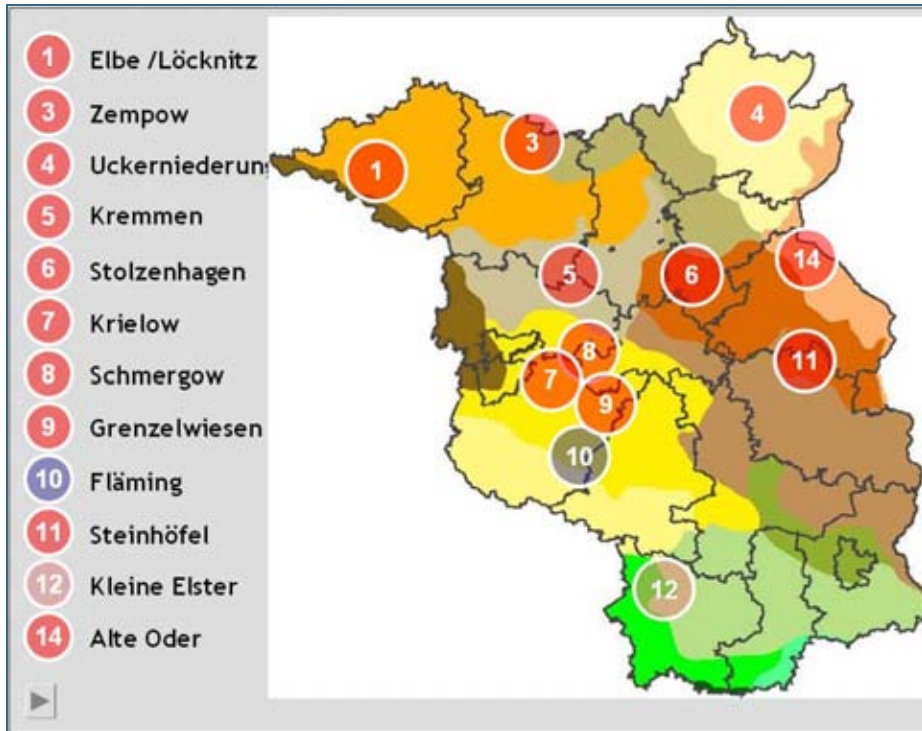 1 Elbe /Löcknitz
3 Zempow
4 Uckerniederun
5 Kremmen
6 Stolzenhagen
7 Krielow
8 Schmergow
9 Grenzelwiesen
10 Fläming
11 Steinhöfel
12 Kleine Elster
14 Alte Oder
4
3
1
14
5
6
8
11
7
9
10
12